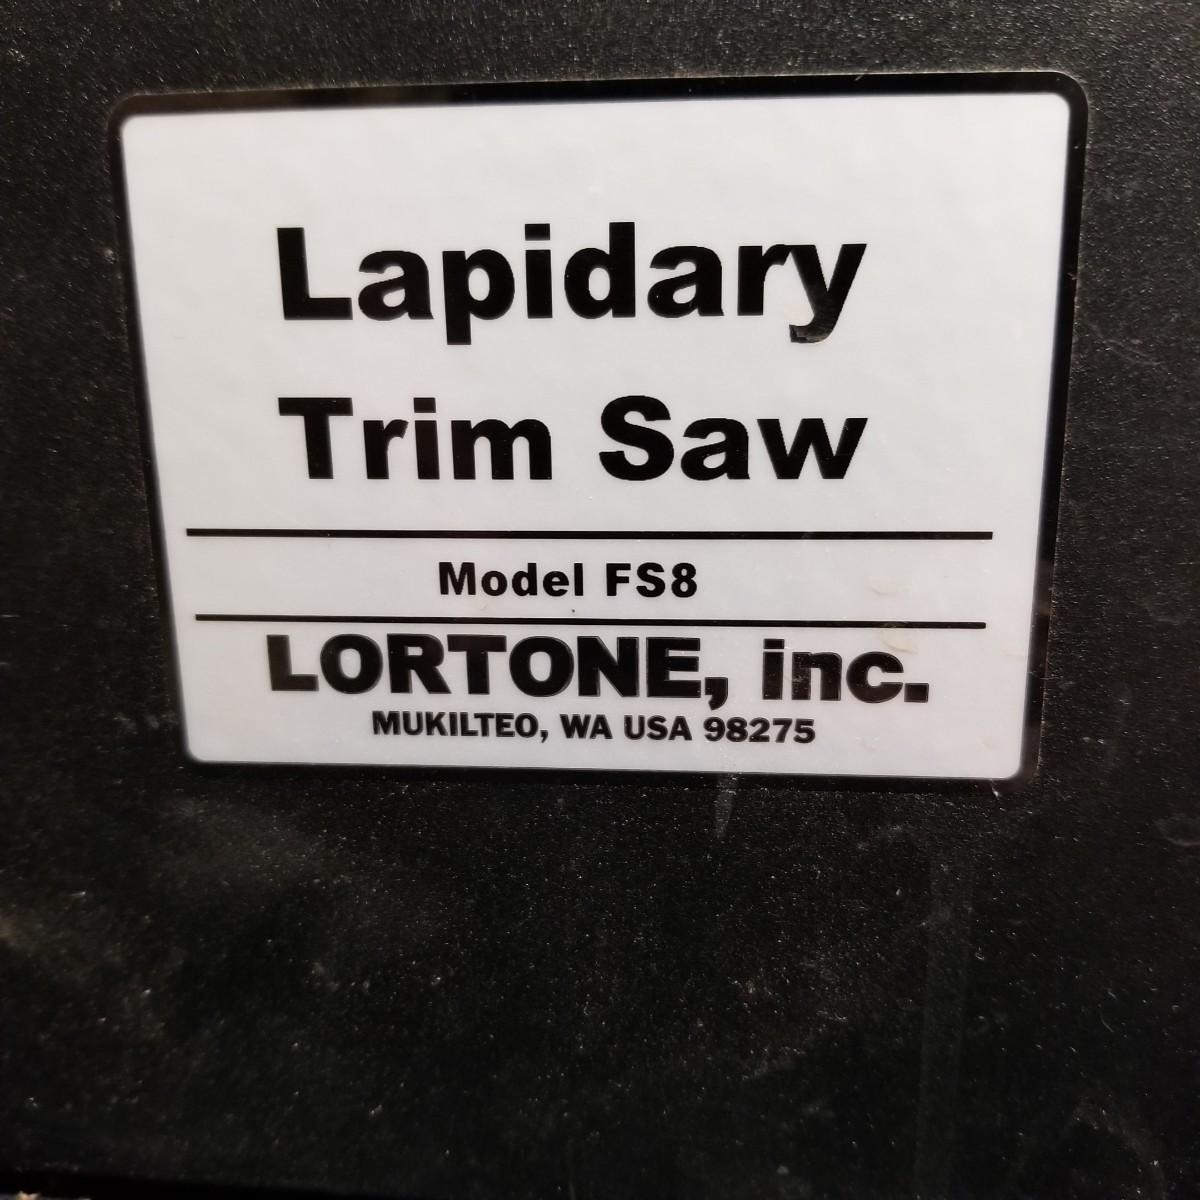 Lapidary
Trim Saw
Model FS8
LORTONE, inc.
MUKILTEO, WA USA 98275